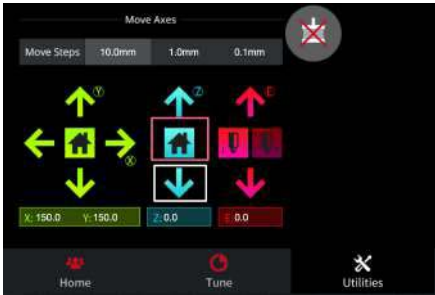 Move Axes
Move Steps 10.0mm 1.0mm 0.1mm
Y Z E
X
X: 150.0 Y: 150.0 Z: 0.0 E: 0.0
Home Tune Utilities